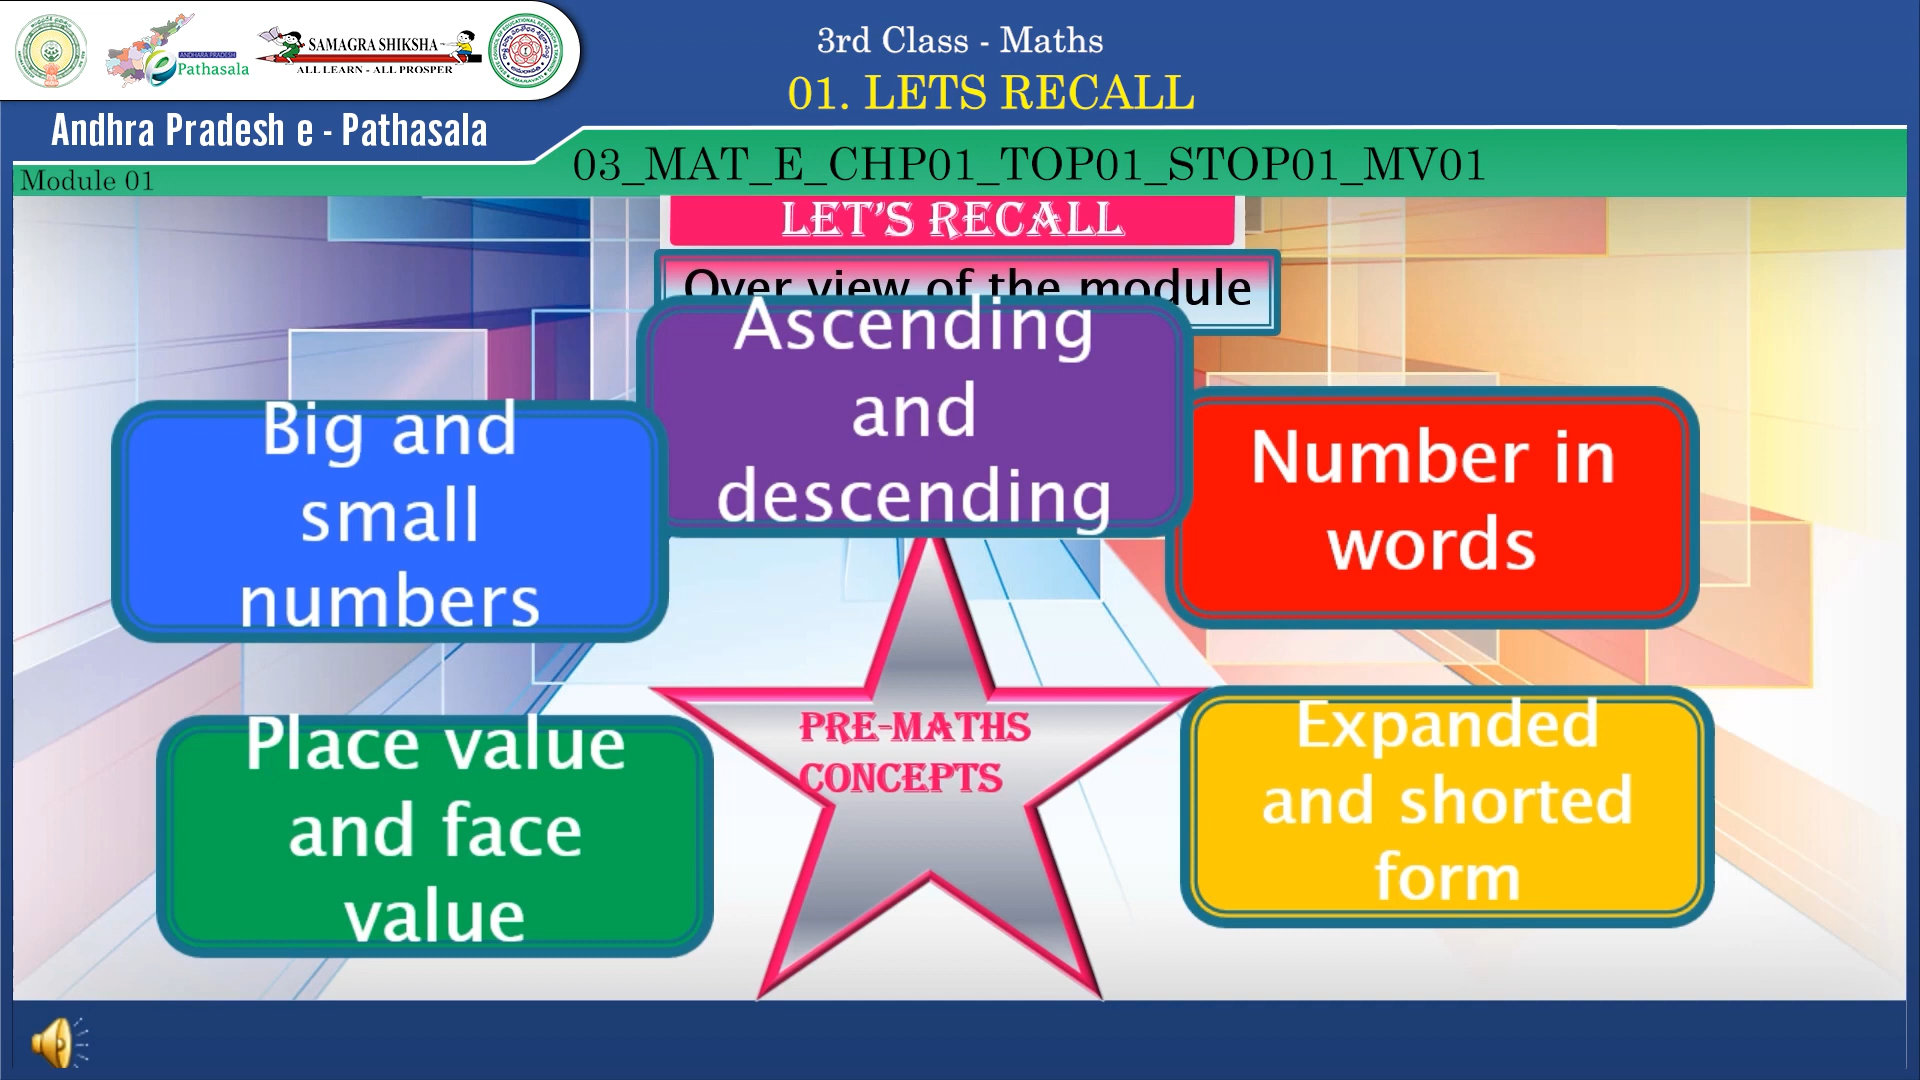 ANDHRA PRADESH
Pathasala
SAMAGRA SHIKSHA
ALL LEARN - ALL PROSPER
3rd Class - Maths
01. LETS RECALL
Andhra Pradesh e - Pathasala
03_MAT_E_CHP01_TOP01_STOP01_MV01
Module 01
LET'S RECALL
Over view of the module
Ascending
and
descending
Big and
small
numbers
Number in
words
Place value
and face
value
PRE-MATHS
CONCEPTS
Expanded
and shorted
form